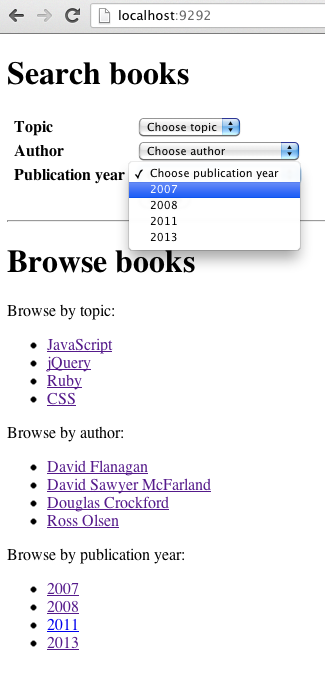 localhost:9292
Search books
Topic Choose topic
Author Choose author
Publication year ✓ Choose publication year
2007
2008
2011
2013
Browse books
Browse by topic:
JavaScript
jQuery
Ruby
CSS
Browse by author:
David Flanagan
David Sawyer McFarland
Douglas Crockford
Ross Olsen
Browse by publication year:
2007
2008
2011
2013